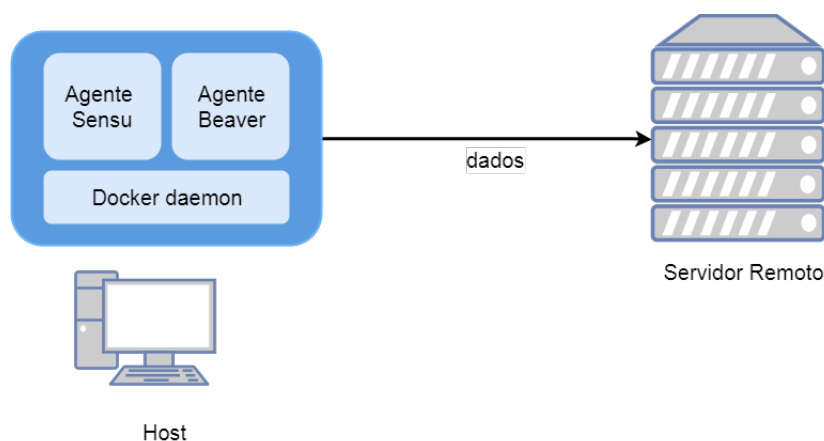 Agente
Sensu
Agente
Beaver
Docker daemon
dados
Servidor Remoto
Host